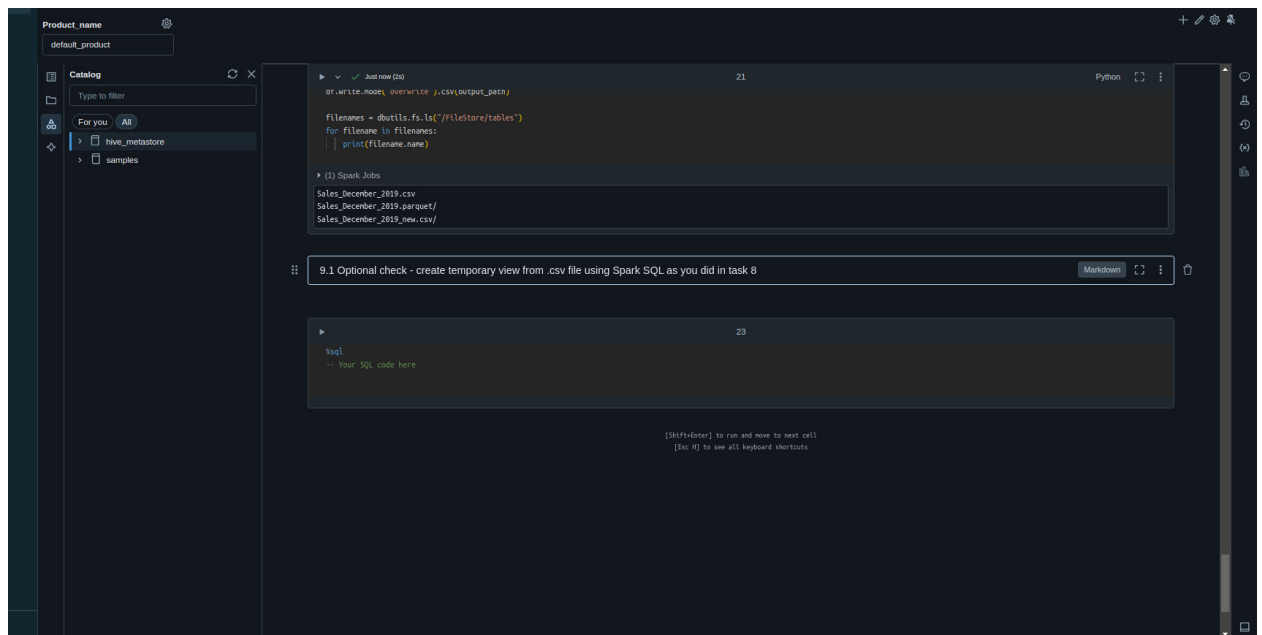 Product_name
default_product
Catalog
Type to filter
For you All
hive_metastore
samples
Just now (2s) 21 Python
df.write.mode("overwrite").csv(output_path)
filenames = dbutils.fs.ls("/FileStore/tables")
for filename in filenames:
print(filename.name)
(1) Spark Jobs
Sales_December_2019.csv
Sales_December_2019.parquet/
Sales_December_2019_new.csv/
9.1 Optional check - create temporary view from .csv file using Spark SQL as you did in task 8 Markdown
23
%sql
-- Your SQL code here
[Shift+Enter] to run and move to next cell
[Esc H] to see all keyboard shortcuts